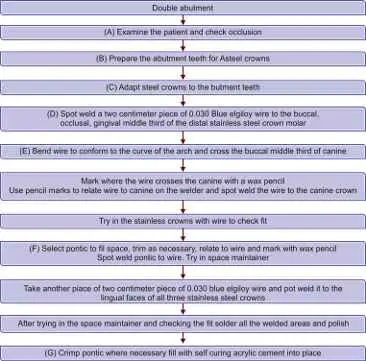 Double abulment
(A) Examine the patient and check occlusion
(B) Prepare the abutment teeth for Asteel crowns
(C) Adapt steel crowns to the butment teeth
(D) Spot weld a two centimeter piece of 0.030 Blue elgiloy wire to the buccal,
occlusal, gingival middle third of the distal stainless steel crown molar
(E) Bend wire to conform to the curve of the arch and cross the buccal middle third of canine
Mark where the wire crosses the canine with a wax pencil
Use pencil marks to relate wire to canine on the welder and spot weld the wire to the canine crown
Try in the stainless crowns with wire to check fit
(F) Select pontic to fil space, trim as necessary, relate to wire and mark with wax pencil
Spot weld pontic to wire. Try in space maintainer
Take another place of two centimeter piece of 0.030 blue elgiloy wire and pot weld it to the
lingual faces of all three stainless steel crowns
After trying in the space maintainer and checking the fit solder all the welded areas and polish
(G) Crimp pontic where necessary fill with self curing acrylic cement into place